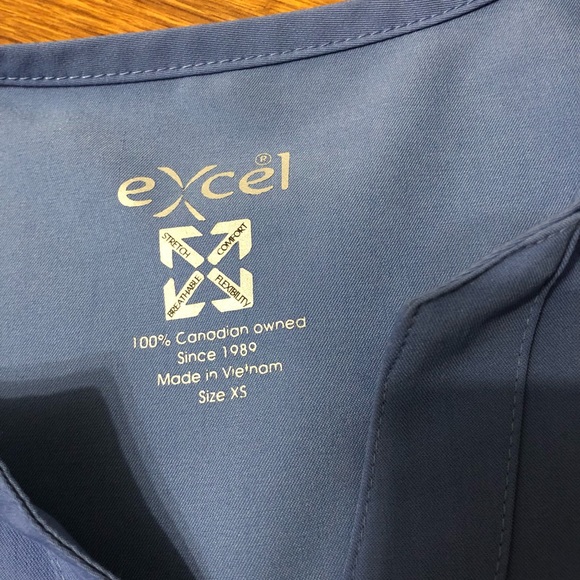 excel®
STRETCH
COMFORT
BREATHABLE
FLEXIBILITY
100% Canadian owned
Since 1989
Made in Vietnam
Size XS